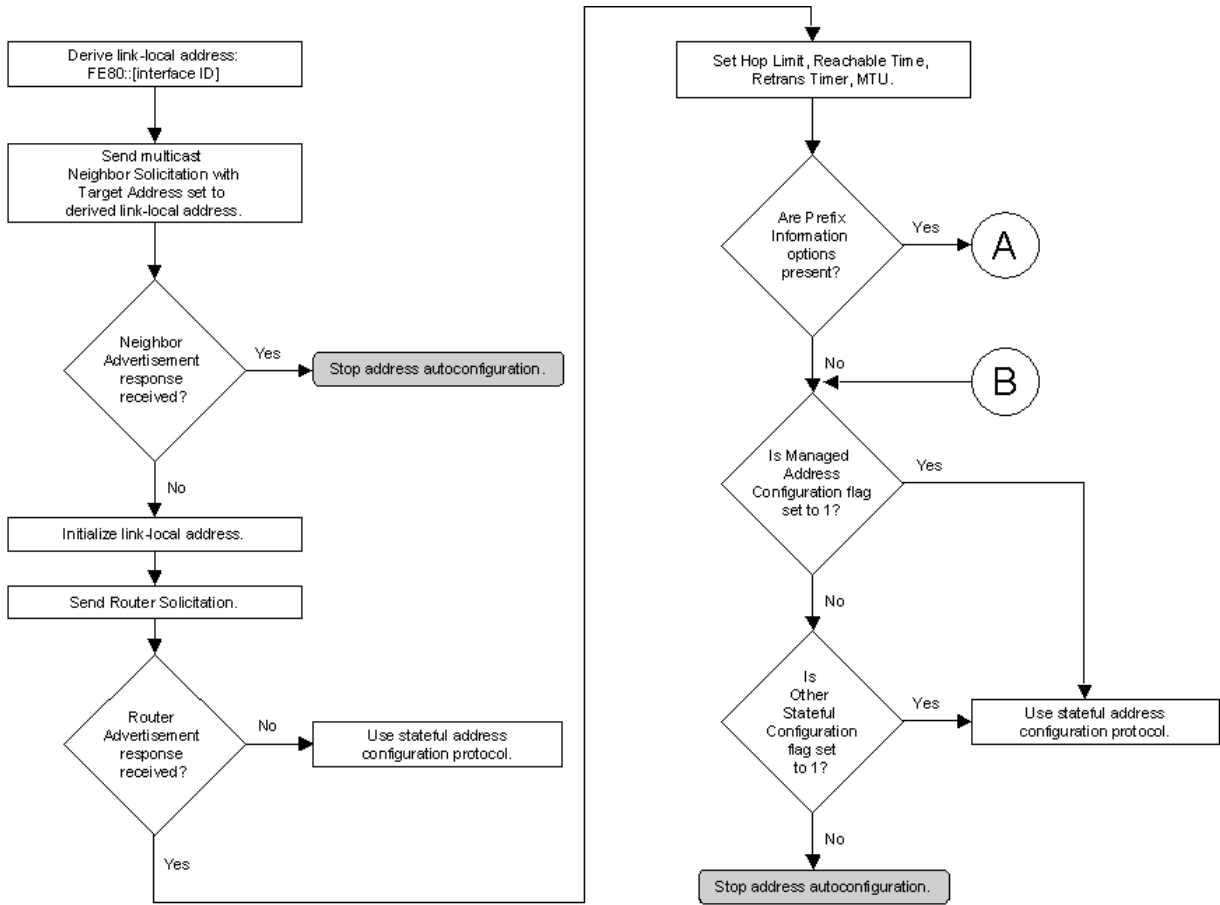 Derive link-local address:
FE80::[interface ID]
Send multicast
Neighbor Solicitation with
Target Address set to
derived link-local address.
Neighbor
Advertisement
response
received?
Yes
Stop address autoconfiguration.
No
Initialize link-local address.
Send Router Solicitation.
Router
Advertisement
response
received?
No
Use stateful address
configuration protocol.
Yes
Set Hop Limit, Reachable Time,
Retrans Timer, MTU.
Are Prefix
Information
options
present?
Yes
A
No
B
Is Managed
Address
Configuration flag
set to 1?
Yes
No
Is
Other
Stateful
Configuration
flag set
to 1?
Yes
Use stateful address
configuration protocol.
No
Stop address autoconfiguration.